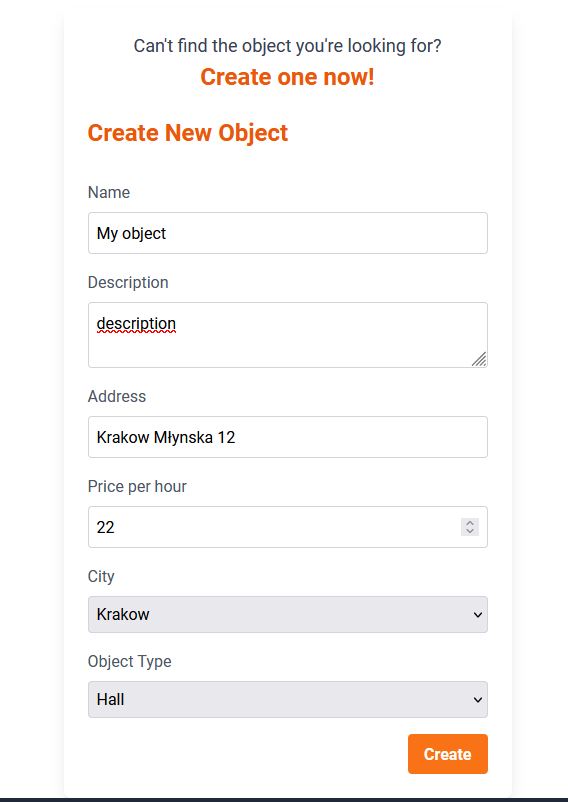 Can't find the object you're looking for?
Create one now!
Create New Object
Name
My object
Description
description
Address
Krakow Młynska 12
Price per hour
22
City
Krakow
Object Type
Hall
Create